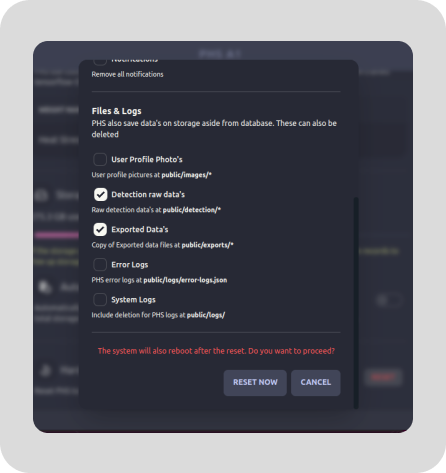 PHS A1
Notifications
Remove all notifications
Files & Logs
PHS also save data's on storage aside from database. These can also be
deleted
User Profile Photo's
User profile pictures at public/images/*
Detection raw data's
Raw detection data's at public/detection/*
Exported Data's
Copy of Exported data files at public/exports/*
Error Logs
PHS error logs at public/logs/error-logs.json
System Logs
Include deletion for PHS logs at public/logs/
The system will also reboot after the reset. Do you want to proceed?
RESET NOW
CANCEL